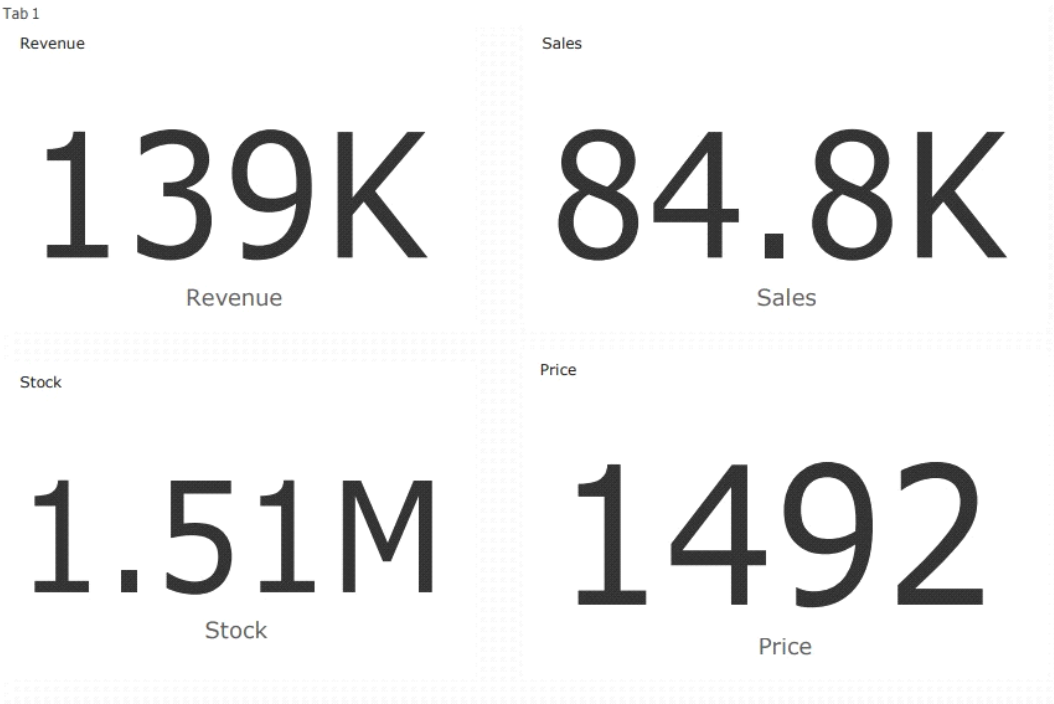 Tab 1
Revenue
139K
Revenue
Sales
84.8K
Sales
Stock
1.51M
Stock
Price
1492
Price